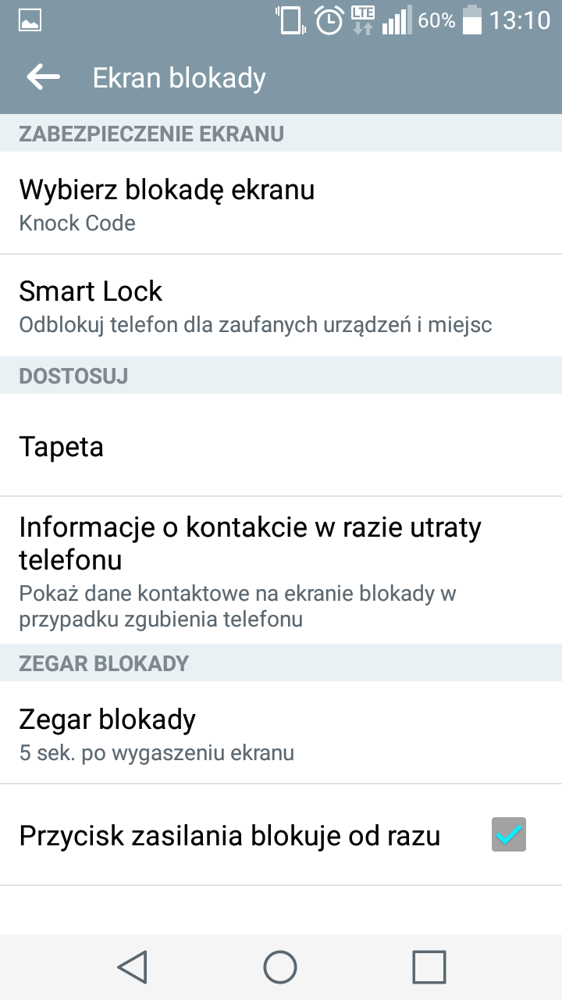 LTE
60%
13:10
Ekran blokady
ZABEZPIECZENIE EKRANU
Wybierz blokadę ekranu
Knock Code
Smart Lock
Odblokuj telefon dla zaufanych urządzeń i miejsc
DOSTOSUJ
Tapeta
Informacje o kontakcie w razie utraty
telefonu
Pokaż dane kontaktowe na ekranie blokady w
przypadku zgubienia telefonu
ZEGAR BLOKADY
Zegar blokady
5 sek. po wygaszeniu ekranu
Przycisk zasilania blokuje od razu